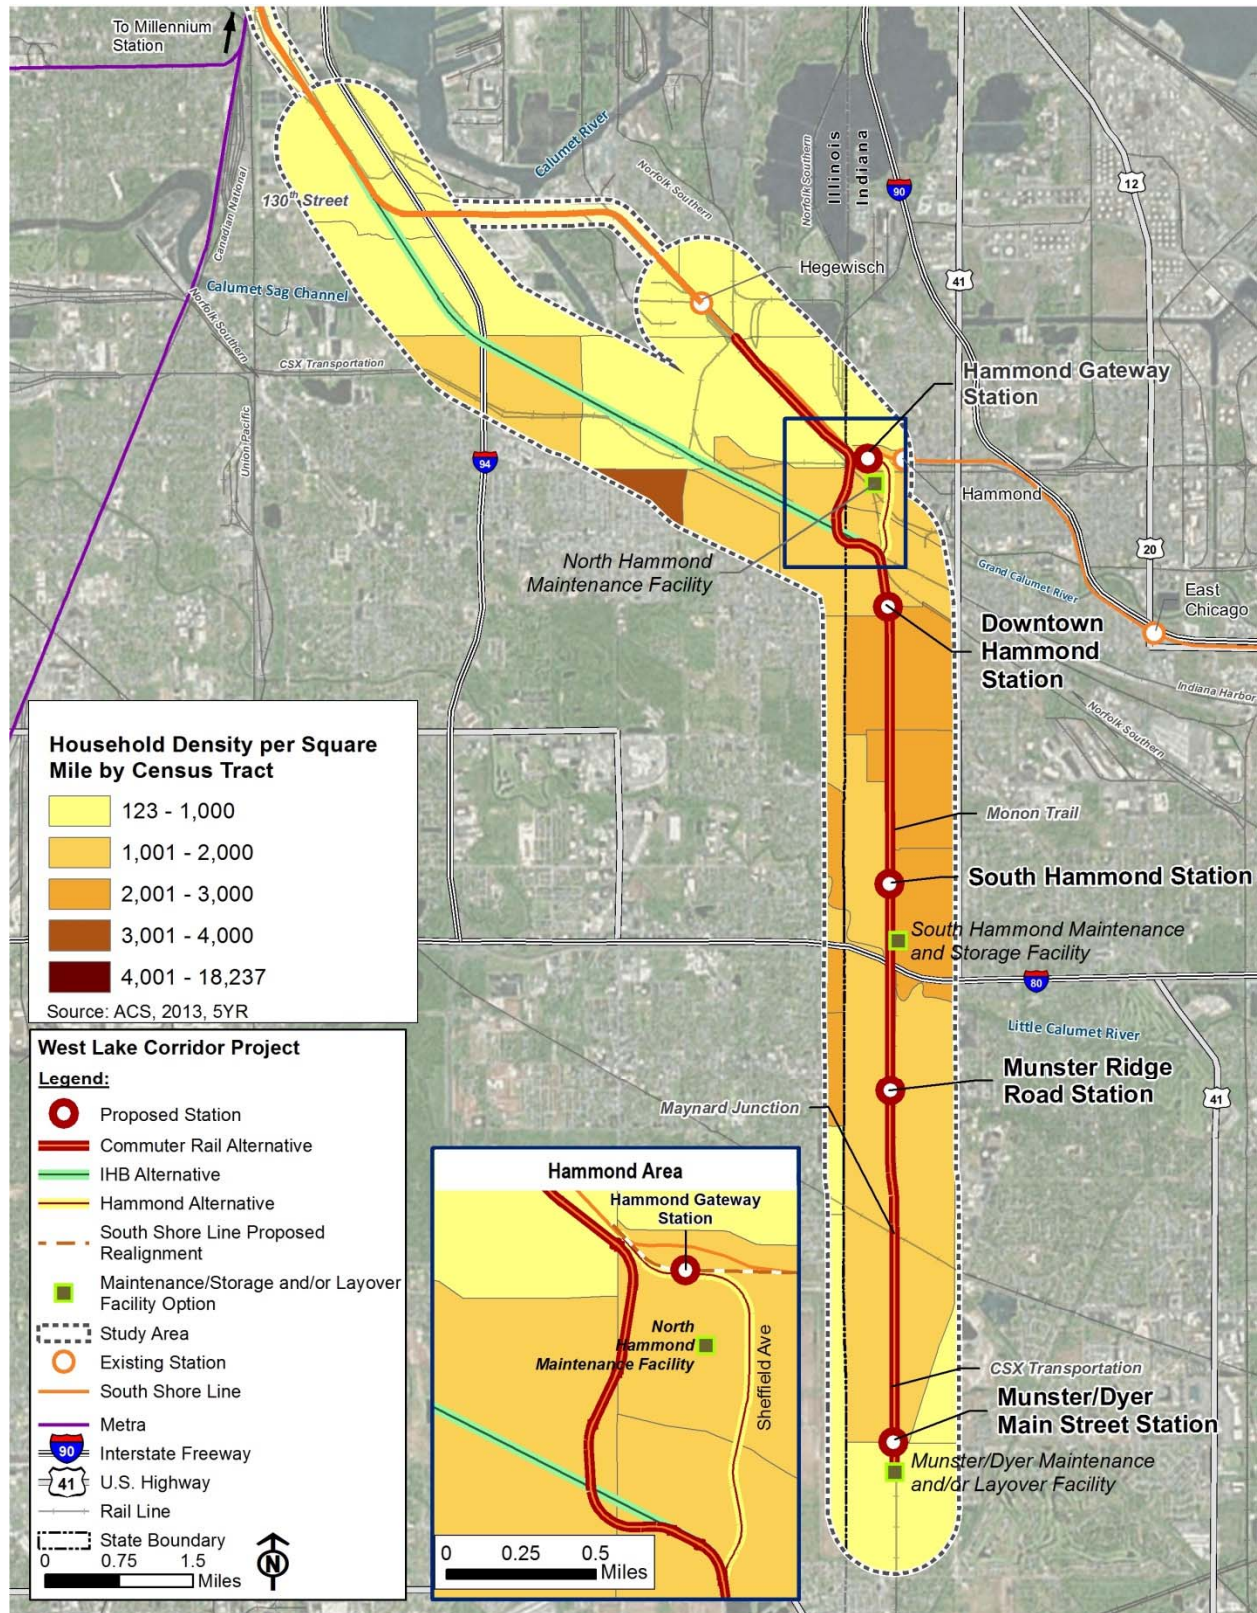 To Millennium
Station
Calumet River
Norfolk Southern
Norfolk Southern
Illinois
Indiana
90
12
130th Street
Canadian National
Hegewisch
41
Calumet Sag Channel
Norfolk Southern
CSX Transportation
Hammond Gateway
Station
Union Pacific
94
Hammond
20
North Hammond
Maintenance Facility
Grand Calumet River
East
Chicago
Downtown
Hammond
Station
Indiana Harbor
Norfolk Southern
Household Density per Square
Mile by Census Tract
123 - 1,000
1,001 - 2,000
2,001 - 3,000
3,001 - 4,000
4,001 - 18,237
Source: ACS, 2013, 5YR
Monon Trail
South Hammond Station
South Hammond Maintenance
and Storage Facility
80
Little Calumet River
Munster Ridge
Road Station
41
Maynard Junction
CSX Transportation
Munster/Dyer
Main Street Station
Munster/Dyer Maintenance
and/or Layover Facility
West Lake Corridor Project
Legend:
Proposed Station
Commuter Rail Alternative
IHB Alternative
Hammond Alternative
South Shore Line Proposed
Realignment
Maintenance/Storage and/or Layover
Facility Option
Study Area
Existing Station
South Shore Line
Metra
90
Interstate Freeway
41
U.S. Highway
Rail Line
State Boundary
0 0.75 1.5
Miles
N
Hammond Area
Hammond Gateway
Station
North
Hammond
Maintenance Facility
Sheffield Ave
0 0.25 0.5
Miles